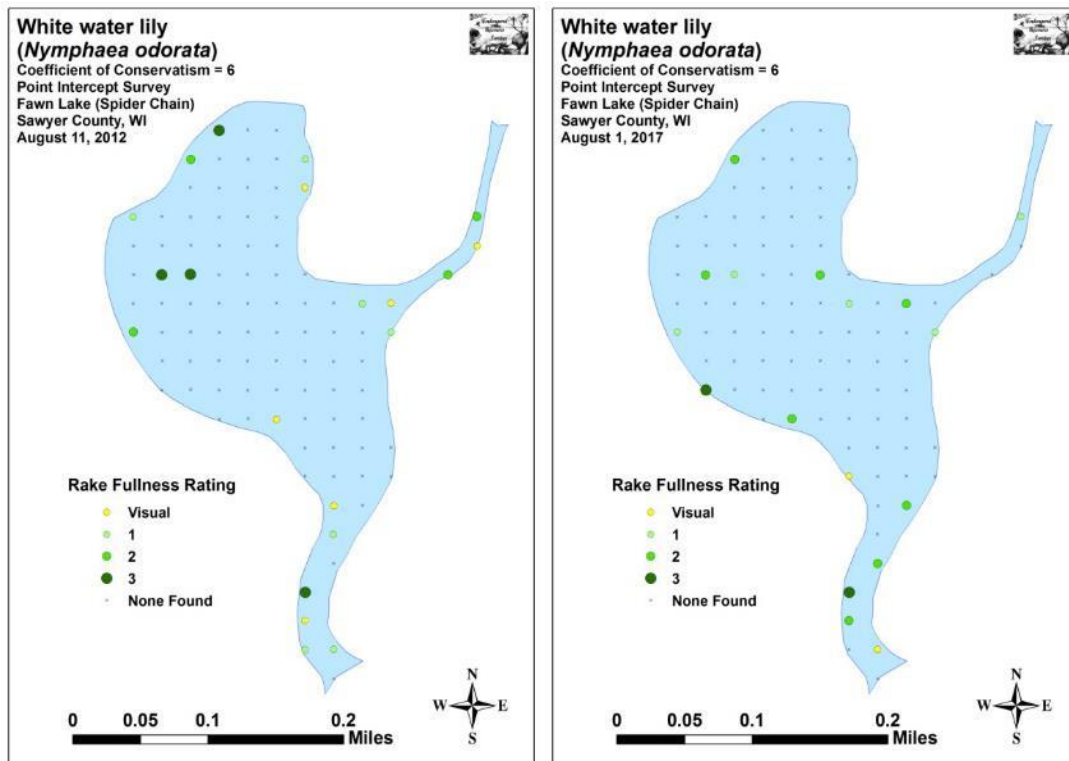 White water lily
(Nymphaea odorata)
Coefficient of Conservatism = 6
Point Intercept Survey
Fawn Lake (Spider Chain)
Sawyer County, WI
August 11, 2012
Rake Fullness Rating
Visual
1
2
3
None Found
N
W E
S
0 0.05 0.1 0.2
Miles
White water lily
(Nymphaea odorata)
Coefficient of Conservatism = 6
Point Intercept Survey
Fawn Lake (Spider Chain)
Sawyer County, WI
August 1, 2017
Rake Fullness Rating
Visual
1
2
3
None Found
N
W E
S
0 0.05 0.1 0.2
Miles